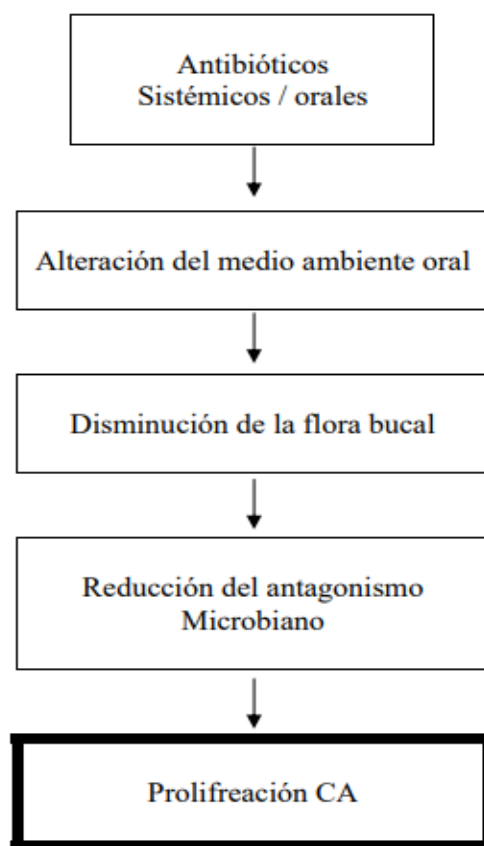 Antibióticos
Sistémicos / orales
Alteración del medio ambiente oral
Disminución de la flora bucal
Reducción del antagonismo
Microbiano
Prolifreación CA